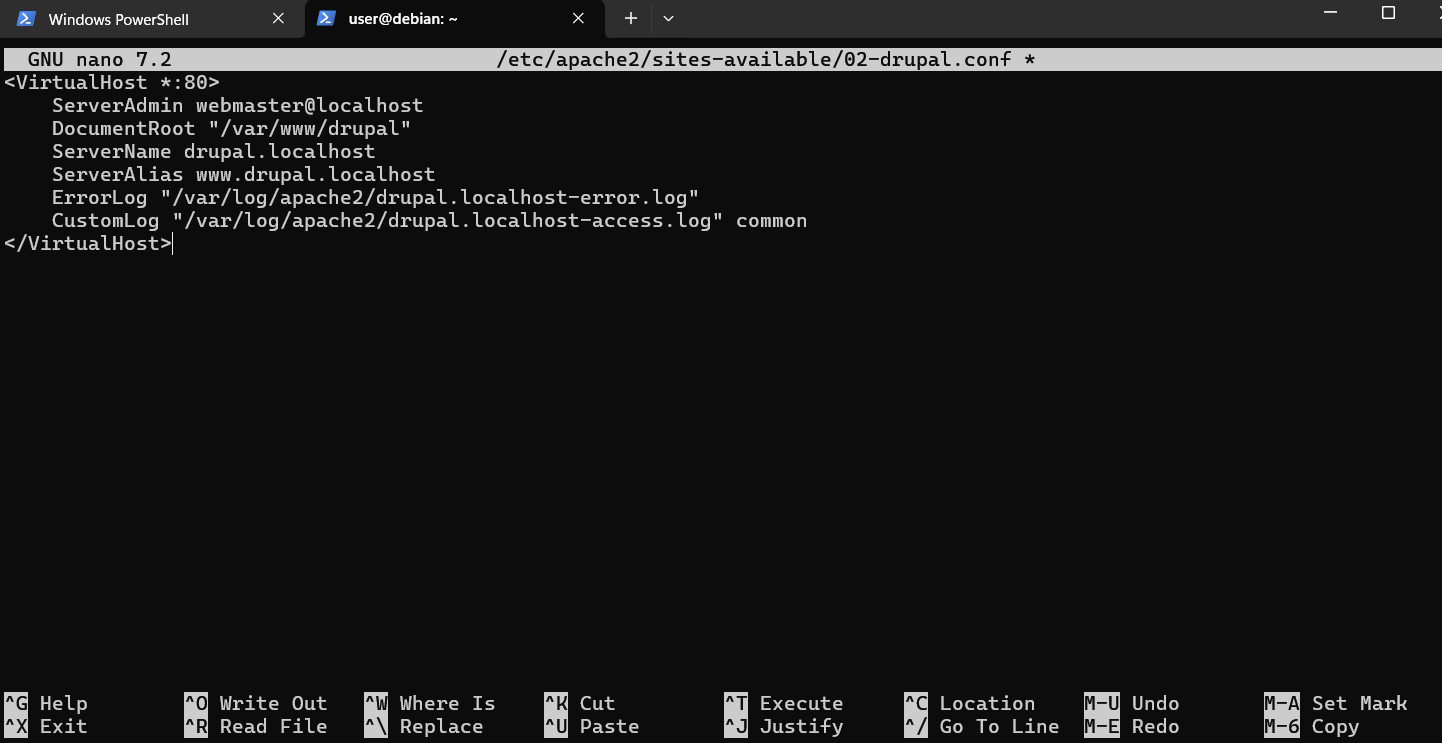 Windows PowerShell
user@debian: ~
GNU nano 7.2 /etc/apache2/sites-available/02-drupal.conf *
<VirtualHost *:80>
    ServerAdmin webmaster@localhost
    DocumentRoot "/var/www/drupal"
    ServerName drupal.localhost
    ServerAlias www.drupal.localhost
    ErrorLog "/var/log/apache2/drupal.localhost-error.log"
    CustomLog "/var/log/apache2/drupal.localhost-access.log" common
</VirtualHost>
^G Help ^O Write Out ^W Where Is ^K Cut ^T Execute ^C Location M-U Undo M-A Set Mark
^X Exit ^R Read File ^\ Replace ^U Paste ^J Justify ^/ Go To Line M-E Redo M-6 Copy